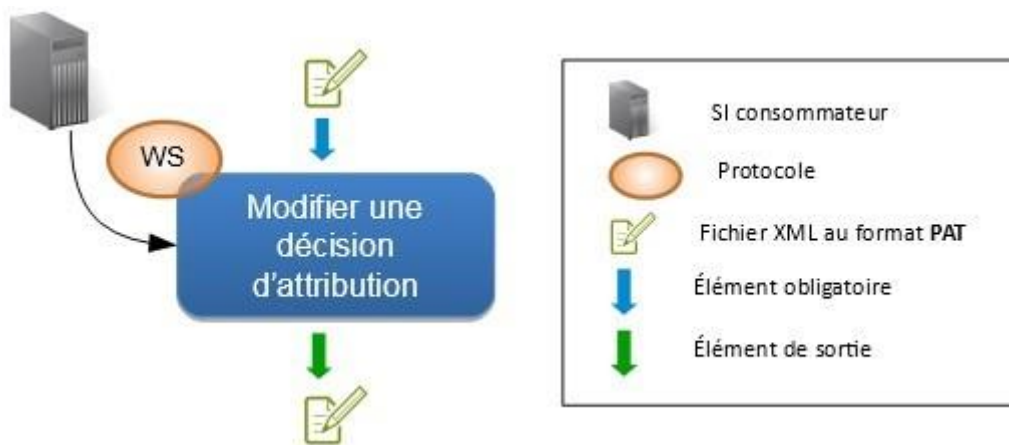 WS
Modifier une
décision
d'attribution
SI consommateur
Protocole
Fichier XML au format PAT
Élément obligatoire
Élément de sortie